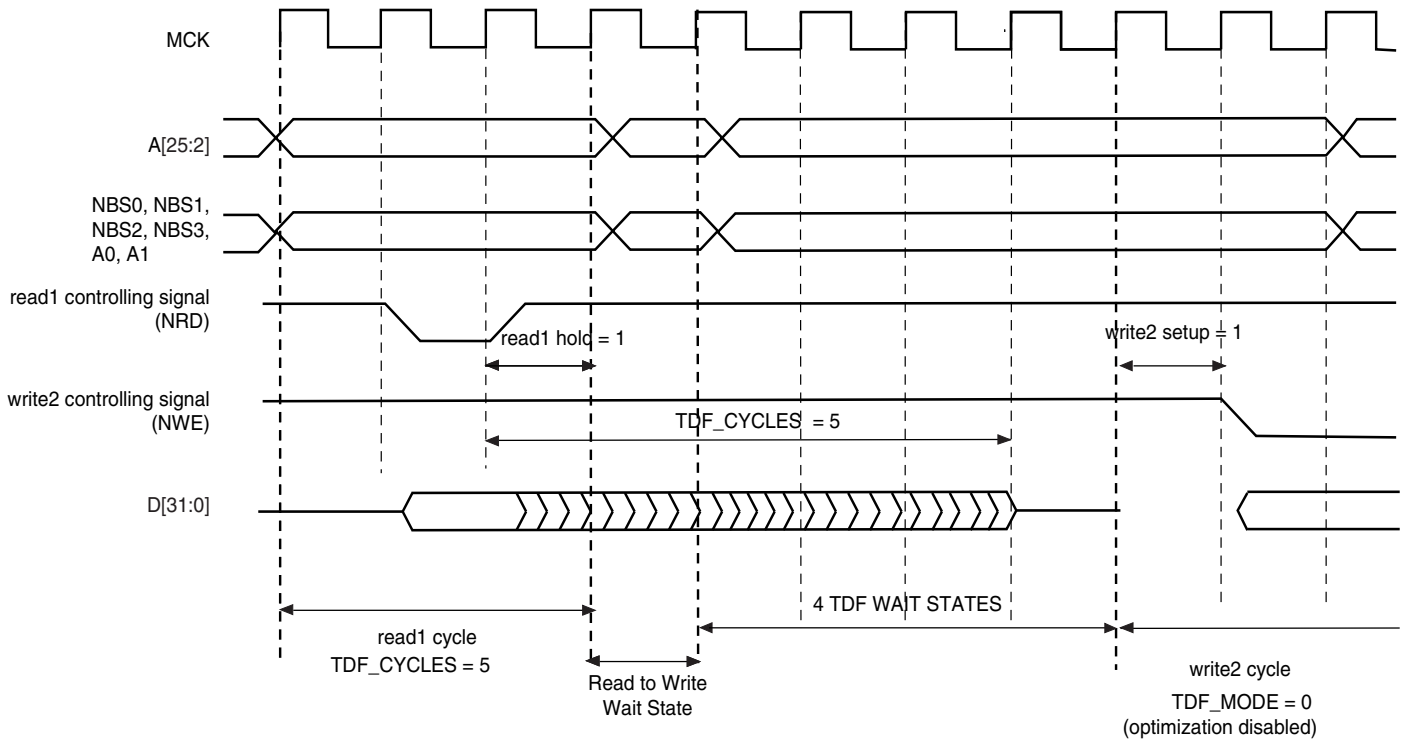 MCK
A[25:2]
NBS0, NBS1,
NBS2, NBS3,
A0, A1
read1 controlling signal
(NRD)
read1 hold = 1
write2 setup = 1
write2 controlling signal
(NWE)
TDF_CYCLES = 5
D[31:0]
4 TDF WAIT STATES
read1 cycle
TDF_CYCLES = 5
Read to Write
Wait State
write2 cycle
TDF_MODE = 0
(optimization disabled)